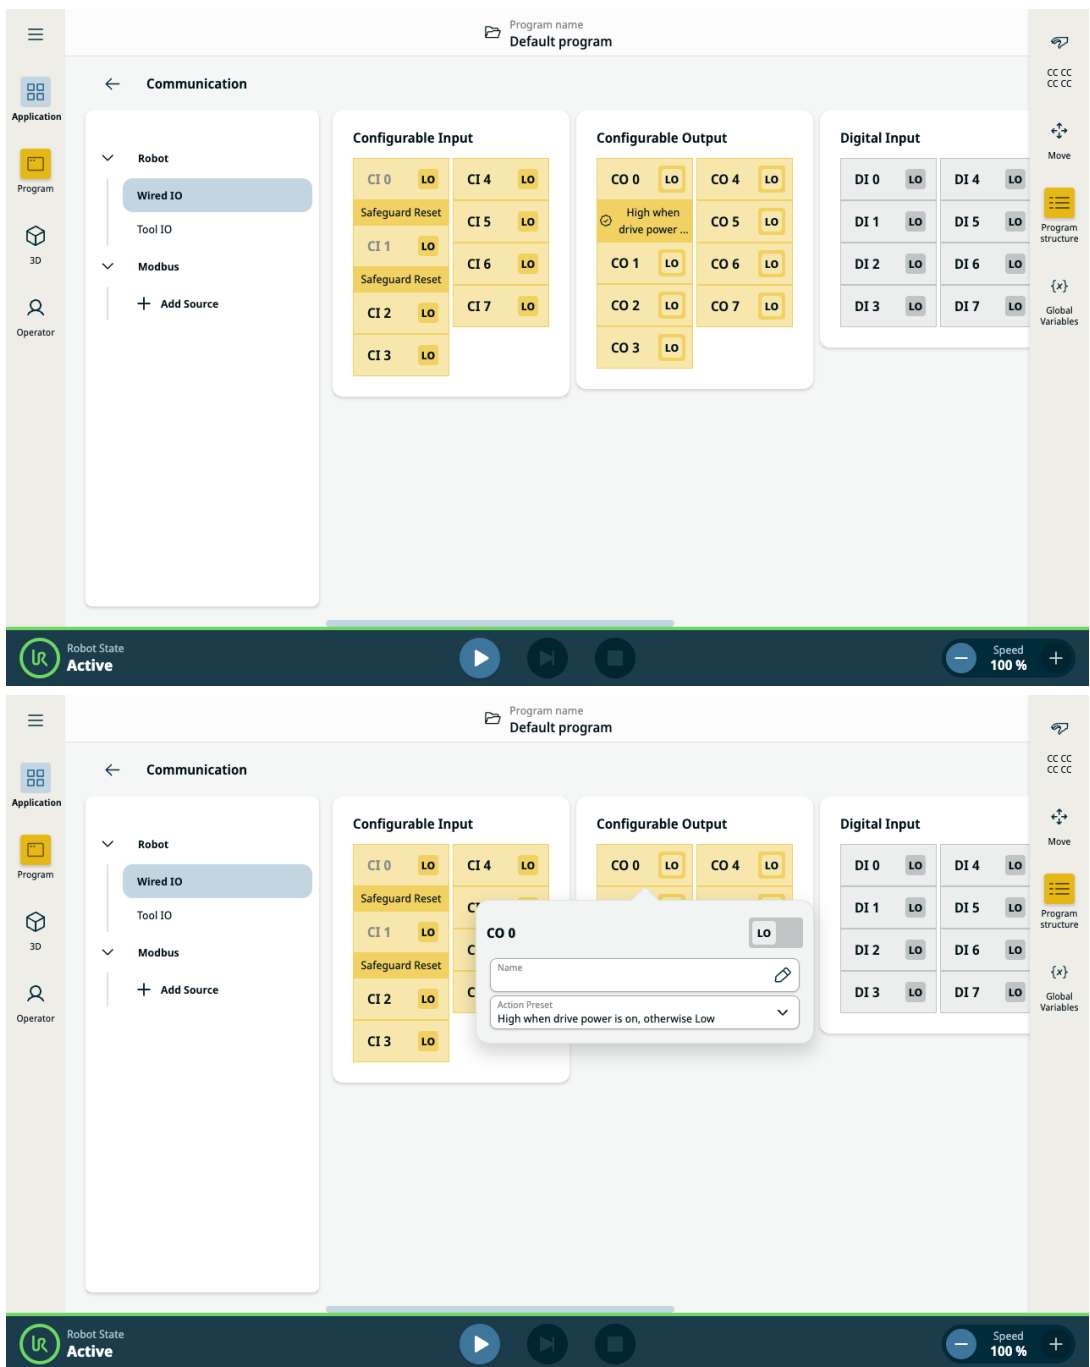 Program name
Default program
Application
Program
3D
Operator
Communication
Robot
Wired IO
Tool IO
Modbus
Add Source
Configurable Input
CI 0 LO CI 4 LO
Safeguard Reset
CI 5 LO
CI 1 LO
CI 6 LO
Safeguard Reset
CI 2 LO
CI 7 LO
CI 3 LO
Configurable Output
CO 0 LO CO 4 LO
High when
drive power ...
CO 5 LO
CO 1 LO CO 6 LO
CO 2 LO CO 7 LO
CO 3 LO
Digital Input
DI 0 LO DI 4 LO
DI 1 LO DI 5 LO
DI 2 LO DI 6 LO
DI 3 LO DI 7 LO
CC CC
CC CC
Move
Program
structure
{x}
Global
Variables
UR
Robot State
Active
Speed
100 %
Program name
Default program
Application
Program
3D
Operator
Communication
Robot
Wired IO
Tool IO
Modbus
Add Source
Configurable Input
CI 0 LO CI 4 LO
Safeguard Reset
C
CI 1 LO
C
Safeguard Reset
CI 2 LO
C
CI 3 LO
Configurable Output
CO 0 LO CO 4 LO
CO 0 LO
Name
Action Preset
High when drive power is on, otherwise Low
Digital Input
DI 0 LO DI 4 LO
DI 1 LO DI 5 LO
DI 2 LO DI 6 LO
DI 3 LO DI 7 LO
CC CC
CC CC
Move
Program
structure
{x}
Global
Variables
UR
Robot State
Active
Speed
100 %